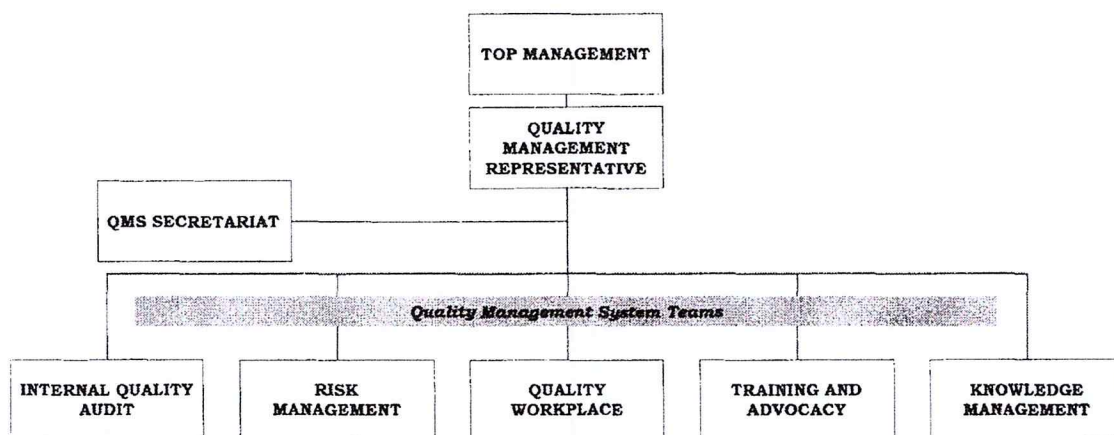 TOP MANAGEMENT
QUALITY
MANAGEMENT
REPRESENTATIVE
QMS SECRETARIAT
Quality Management System Teams
INTERNAL QUALITY
AUDIT
RISK
MANAGEMENT
QUALITY
WORKPLACE
TRAINING AND
ADVOCACY
KNOWLEDGE
MANAGEMENT